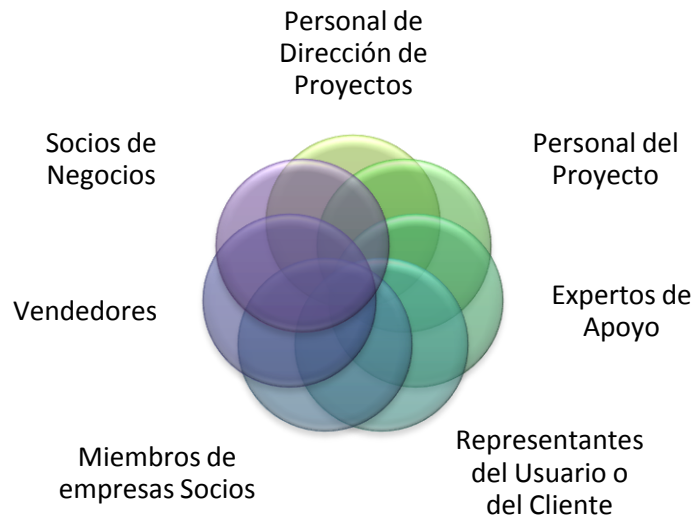 Personal de
Dirección de
Proyectos
Personal del
Proyecto
Expertos de
Apoyo
Representantes
del Usuario o
del Cliente
Miembros de
empresas Socios
Vendedores
Socios de
Negocios